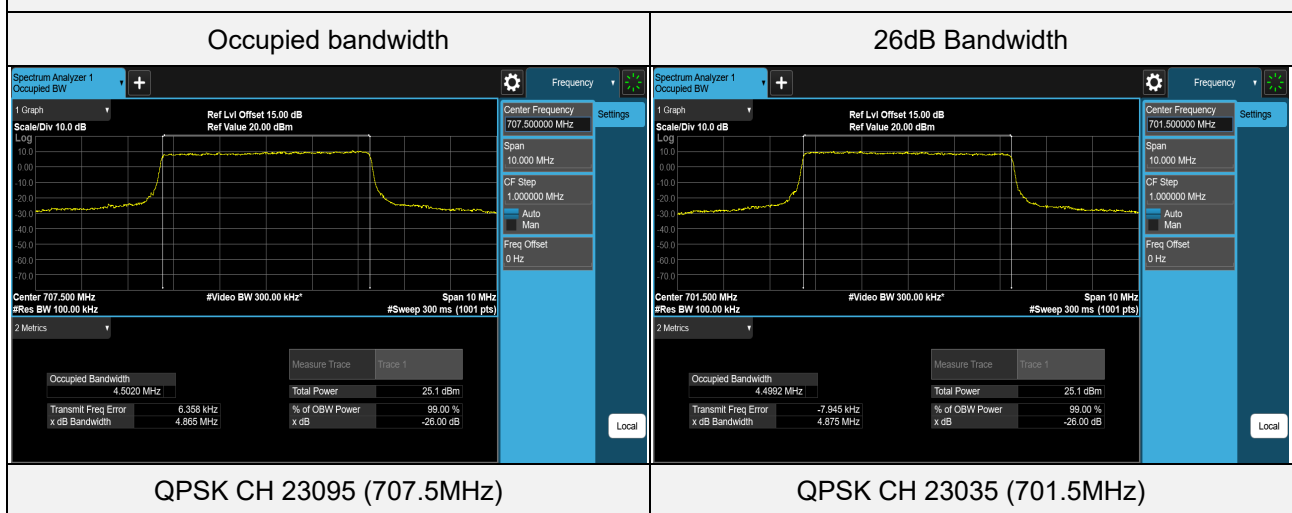 Occupied bandwidth
26dB Bandwidth
Spectrum Analyzer 1
Occupied BW
+
Frequency
1 Graph
Scale/Div 10.0 dB
Ref Lvl Offset 15.00 dB
Ref Value 20.00 dBm
Log
10.0
0.00
-10.0
-20.0
-30.0
-40.0
-50.0
-60.0
-70.0
Center 707.500 MHz
#Video BW 300.00 kHz*
Span 10 MHz
#Res BW 100.00 kHz
#Sweep 300 ms (1001 pts)
Center Frequency
707.500000 MHz
Settings
Span
10.000 MHz
CF Step
1.000000 MHz
Auto
Man
Freq Offset
0 Hz
Local
2 Metrics
Measure Trace Trace 1
Occupied Bandwidth
4.5020 MHz
Total Power 25.1 dBm
Transmit Freq Error 6.358 kHz
% of OBW Power 99.00 %
x dB Bandwidth 4.865 MHz
x dB -26.00 dB
Spectrum Analyzer 1
Occupied BW
+
Frequency
1 Graph
Scale/Div 10.0 dB
Ref Lvl Offset 15.00 dB
Ref Value 20.00 dBm
Log
10.0
0.00
-10.0
-20.0
-30.0
-40.0
-50.0
-60.0
-70.0
Center 701.500 MHz
#Video BW 300.00 kHz*
Span 10 MHz
#Res BW 100.00 kHz
#Sweep 300 ms (1001 pts)
Center Frequency
701.500000 MHz
Settings
Span
10.000 MHz
CF Step
1.000000 MHz
Auto
Man
Freq Offset
0 Hz
Local
2 Metrics
Measure Trace Trace 1
Occupied Bandwidth
4.4992 MHz
Total Power 25.1 dBm
Transmit Freq Error -7.945 kHz
% of OBW Power 99.00 %
x dB Bandwidth 4.875 MHz
x dB -26.00 dB
QPSK CH 23095 (707.5MHz)
QPSK CH 23035 (701.5MHz)